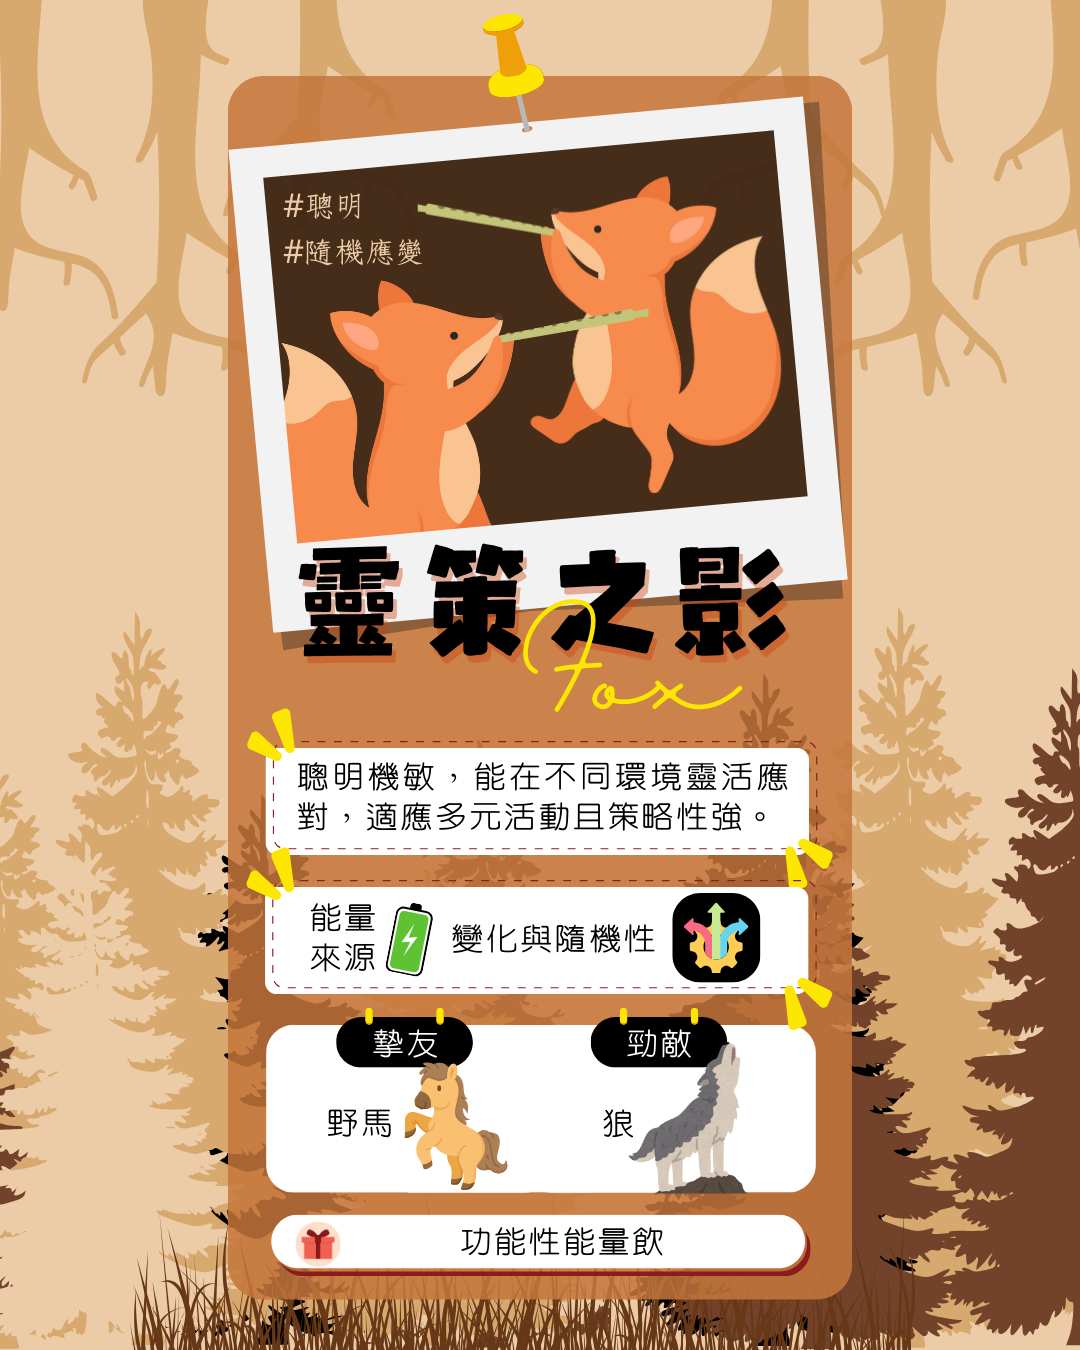 #聰明
#隨機應變
靈策之影
Fox
聰明機敏，能在不同環境靈活應
對，適應多元活動且策略性強。
能量
來源
變化與隨機性
摯友
勁敵
野馬
狼
功能性能量飲